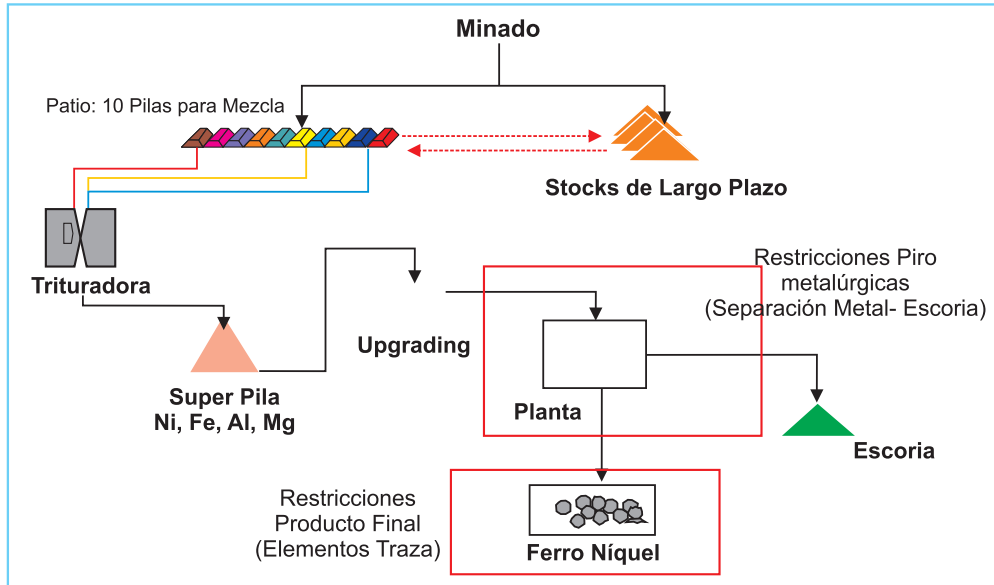 Minado
Patio: 10 Pilas para Mezcla
Stocks de Largo Plazo
Trituradora
Restricciones Piro
metalúrgicas
(Separación Metal- Escoria)
Upgrading
Super Pila
Ni, Fe, Al, Mg
Planta
Escoria
Restricciones
Producto Final
(Elementos Traza)
Ferro Níquel